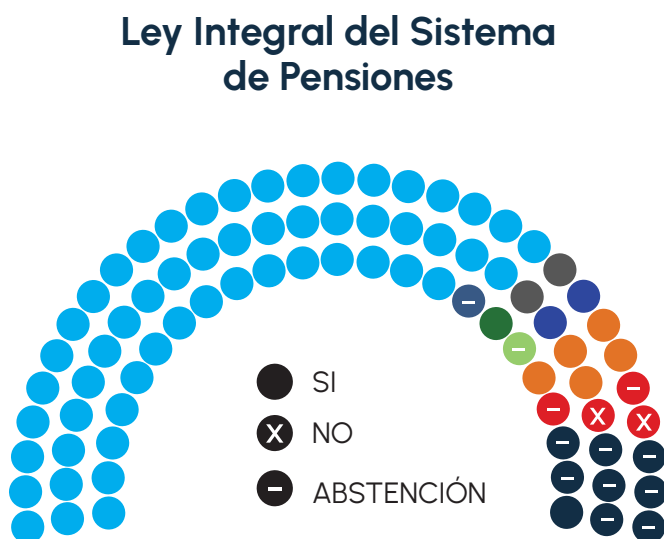 Ley Integral del Sistema
de Pensiones
SI
X NO
- ABSTENCIÓN
-
-
-
-
X
X
-
-
-
-
-
-
-
-